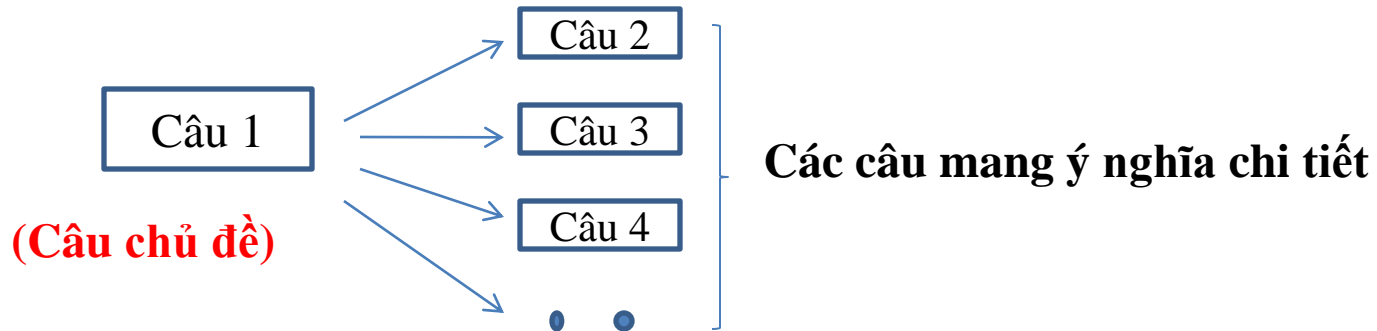 Câu 2
Câu 1
Câu 3
Các câu mang ý nghĩa chi tiết
Câu 4
(Câu chủ đề)